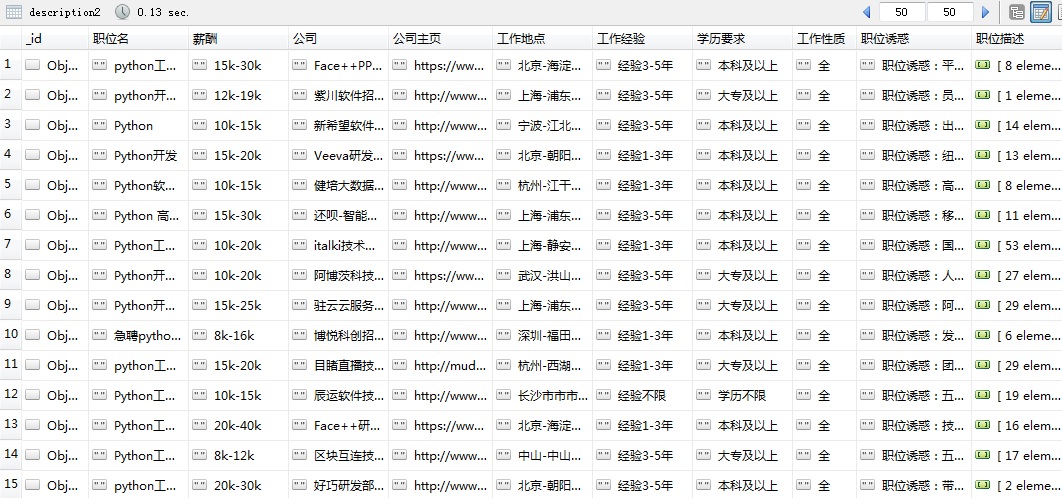 description2 0.13 sec. 50 50
_id 职位名 薪酬 公司 公司主页 工作地点 工作经验 学历要求 工作性质 职位诱惑 职位描述
1 Obj... python工... 15k-30k Face++PP... https://ww... 北京-海淀... 经验3-5年 本科及以上 全 职位诱惑：平... [ 8 eleme...
2 Obj... python开... 12k-19k 紫川软件招... http://www... 上海-浦东... 经验3-5年 大专及以上 全 职位诱惑：员... [ 1 eleme...
3 Obj... Python 10k-15k 新希望软件... http://www... 宁波-江北... 经验3-5年 本科及以上 全 职位诱惑：出... [ 14 elem...
4 Obj... Python开发 15k-20k Veeva研发... http://www... 北京-朝阳... 经验1-3年 本科及以上 全 职位诱惑：纽... [ 13 elem...
5 Obj... Python软... 10k-15k 健培大数据... http://www... 杭州-江干... 经验1-3年 本科及以上 全 职位诱惑：高... [ 8 eleme...
6 Obj... Python 高... 15k-30k 还呗-智能... http://www... 上海-浦东... 经验3-5年 本科及以上 全 职位诱惑：移... [ 11 elem...
7 Obj... Python工... 10k-20k italki技术... http://www... 上海-静安... 经验1-3年 本科及以上 全 职位诱惑：国... [ 53 elem...
8 Obj... Python开... 10k-20k 阿博茨科技... https://ww... 武汉-洪山... 经验1-3年 大专及以上 全 职位诱惑：人... [ 27 elem...
9 Obj... Python开... 15k-25k 驻云云服务... http://www... 上海-浦东... 经验3-5年 大专及以上 全 职位诱惑：阿... [ 29 elem...
10 Obj... 急聘pytho... 8k-16k 博悦科创招... http://www... 深圳-福田... 经验1-3年 本科及以上 全 职位诱惑：发... [ 6 eleme...
11 Obj... python工... 15k-20k 目睹直播技... http://mud... 杭州-西湖... 经验1-3年 大专及以上 全 职位诱惑：团... [ 29 elem...
12 Obj... Python工... 10k-15k 辰运软件技... http://www... 长沙市市市... 经验不限 学历不限 全 职位诱惑：五... [ 19 elem...
13 Obj... Python工... 20k-40k Face++研... https://ww... 北京-海淀... 经验1-3年 本科及以上 全 职位诱惑：技... [ 16 elem...
14 Obj... Python工... 8k-12k 区块互连技... http://www... 中山-中山... 经验3-5年 大专及以上 全 职位诱惑：五... [ 17 elem...
15 Obj... python工... 20k-30k 好巧研发部... http://www... 北京-朝阳... 经验3-5年 本科及以上 全 职位诱惑：带... [ 2 eleme...